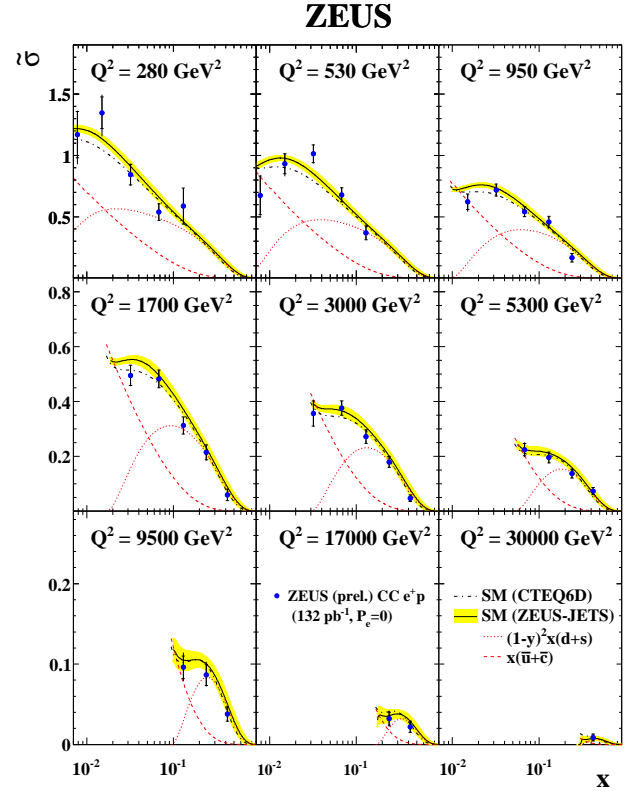 ZEUS
σ̃
Q² = 280 GeV²
Q² = 530 GeV²
Q² = 950 GeV²
1.5
1
0.5
0
Q² = 1700 GeV²
Q² = 3000 GeV²
Q² = 5300 GeV²
0.8
0.6
0.4
0.2
0
Q² = 9500 GeV²
Q² = 17000 GeV²
Q² = 30000 GeV²
0.2
0.1
0
ZEUS (prel.) CC e⁺p
(132 pb⁻¹, Pₑ=0)
SM (CTEQ6D)
SM (ZEUS-JETS)
(1-y)²x(d+s)
x(u̅+c̅)
10⁻² 10⁻¹ 10⁻² 10⁻¹ 10⁻² 10⁻¹
x